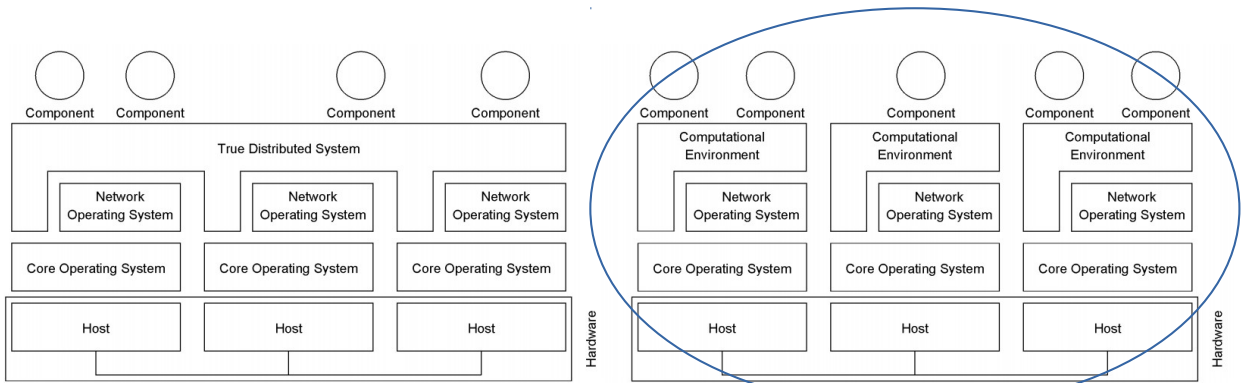 Component
Component
Component
Component
True Distributed System
Network
Operating System
Network
Operating System
Network
Operating System
Core Operating System
Core Operating System
Core Operating System
Host
Host
Host
Hardware
Component
Component
Component
Component
Component
Computational
Environment
Computational
Environment
Computational
Environment
Network
Operating System
Network
Operating System
Network
Operating System
Core Operating System
Core Operating System
Core Operating System
Host
Host
Host
Hardware